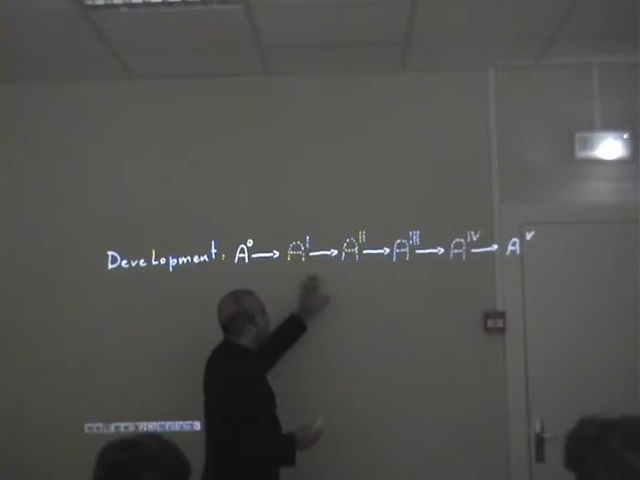 Development: A⁰ → Aᴵ → Aᴵᴵ → Aᴵᴵᴵ → Aᴵⱽ → Aⱽ